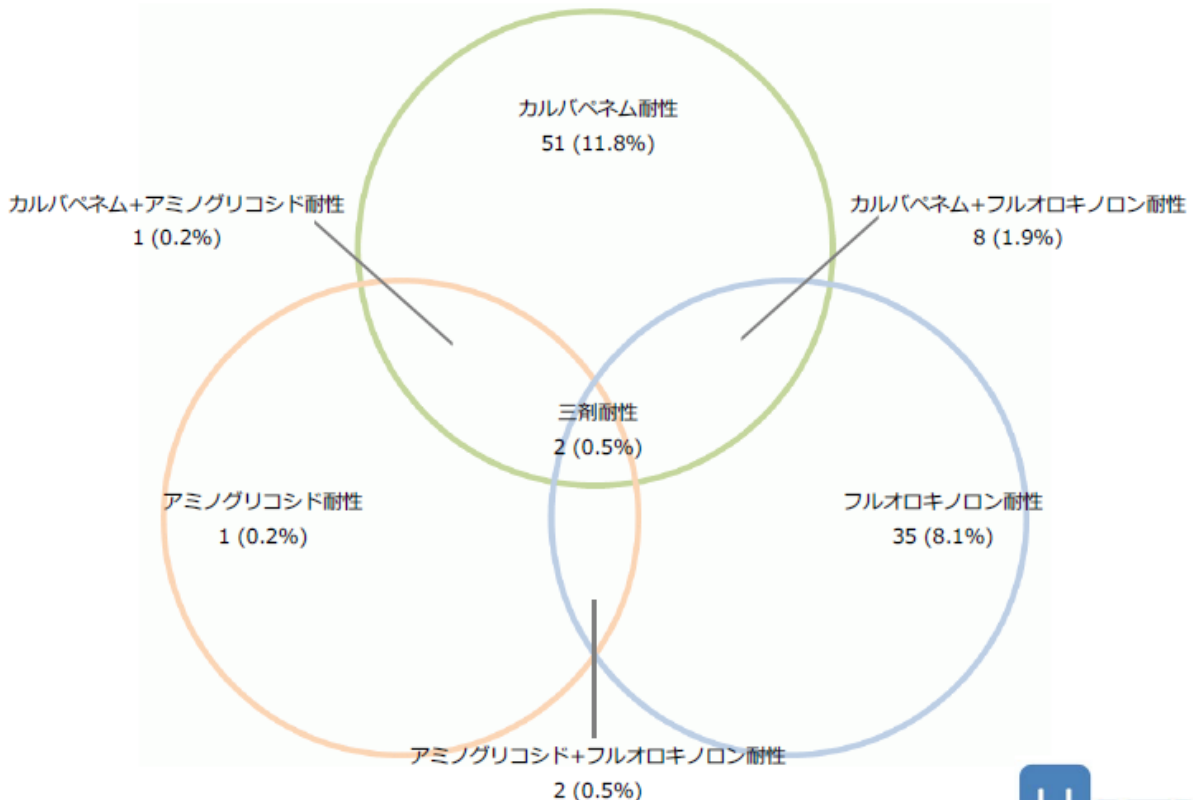 カルバペネム耐性
51 (11.8%)
カルバペネム+アミノグリコシド耐性
1 (0.2%)
カルバペネム+フルオロキノロン耐性
8 (1.9%)
三剤耐性
2 (0.5%)
アミノグリコシド耐性
1 (0.2%)
フルオロキノロン耐性
35 (8.1%)
アミノグリコシド+フルオロキノロン耐性
2 (0.5%)